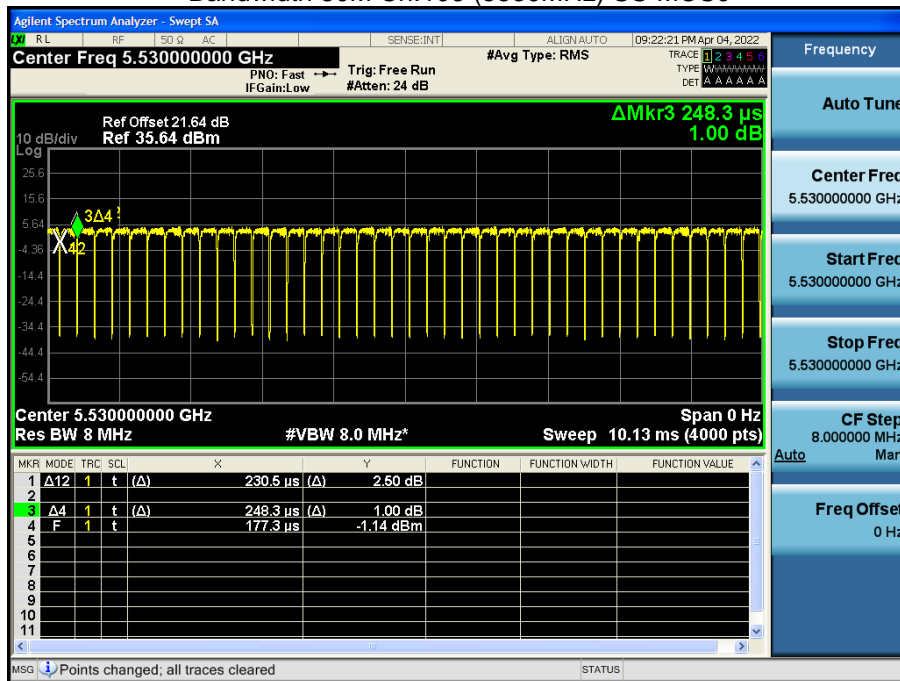 Agilent Spectrum Analyzer - Swept SA
LXI RL RF 50 Ω AC SENSE:INT ALIGN AUTO 09:22:21 PM Apr 04, 2022
Center Freq 5.530000000 GHz #Avg Type: RMS TRACE 1 2 3 4 5 6
PNO: Fast Trig: Free Run TYPE WWWWWW
IFGain:Low #Atten: 24 dB DET A A A A A A
Frequency
Auto Tune
Center Freq
5.530000000 GHz
Start Freq
5.530000000 GHz
Stop Freq
5.530000000 GHz
CF Step
8.000000 MHz
Auto Man
Freq Offset
0 Hz
ΔMkr3 248.3 µs
1.00 dB
Ref Offset 21.64 dB
10 dB/div Ref 35.64 dBm
Log
25.6
15.6
5.64
-4.36
-14.4
-24.4
-34.4
-44.4
-54.4
3Δ4
Center 5.530000000 GHz Span 0 Hz
Res BW 8 MHz #VBW 8.0 MHz* Sweep 10.13 ms (4000 pts)
MKR MODE TRC SCL X Y FUNCTION FUNCTION WIDTH FUNCTION VALUE
1 Δ12 1 t (Δ) 230.5 µs (Δ) 2.50 dB
2
3 Δ4 1 t (Δ) 248.3 µs (Δ) 1.00 dB
4 F 1 t 177.3 µs -1.14 dBm
5
6
7
8
9
10
11
MSG Points changed; all traces cleared STATUS